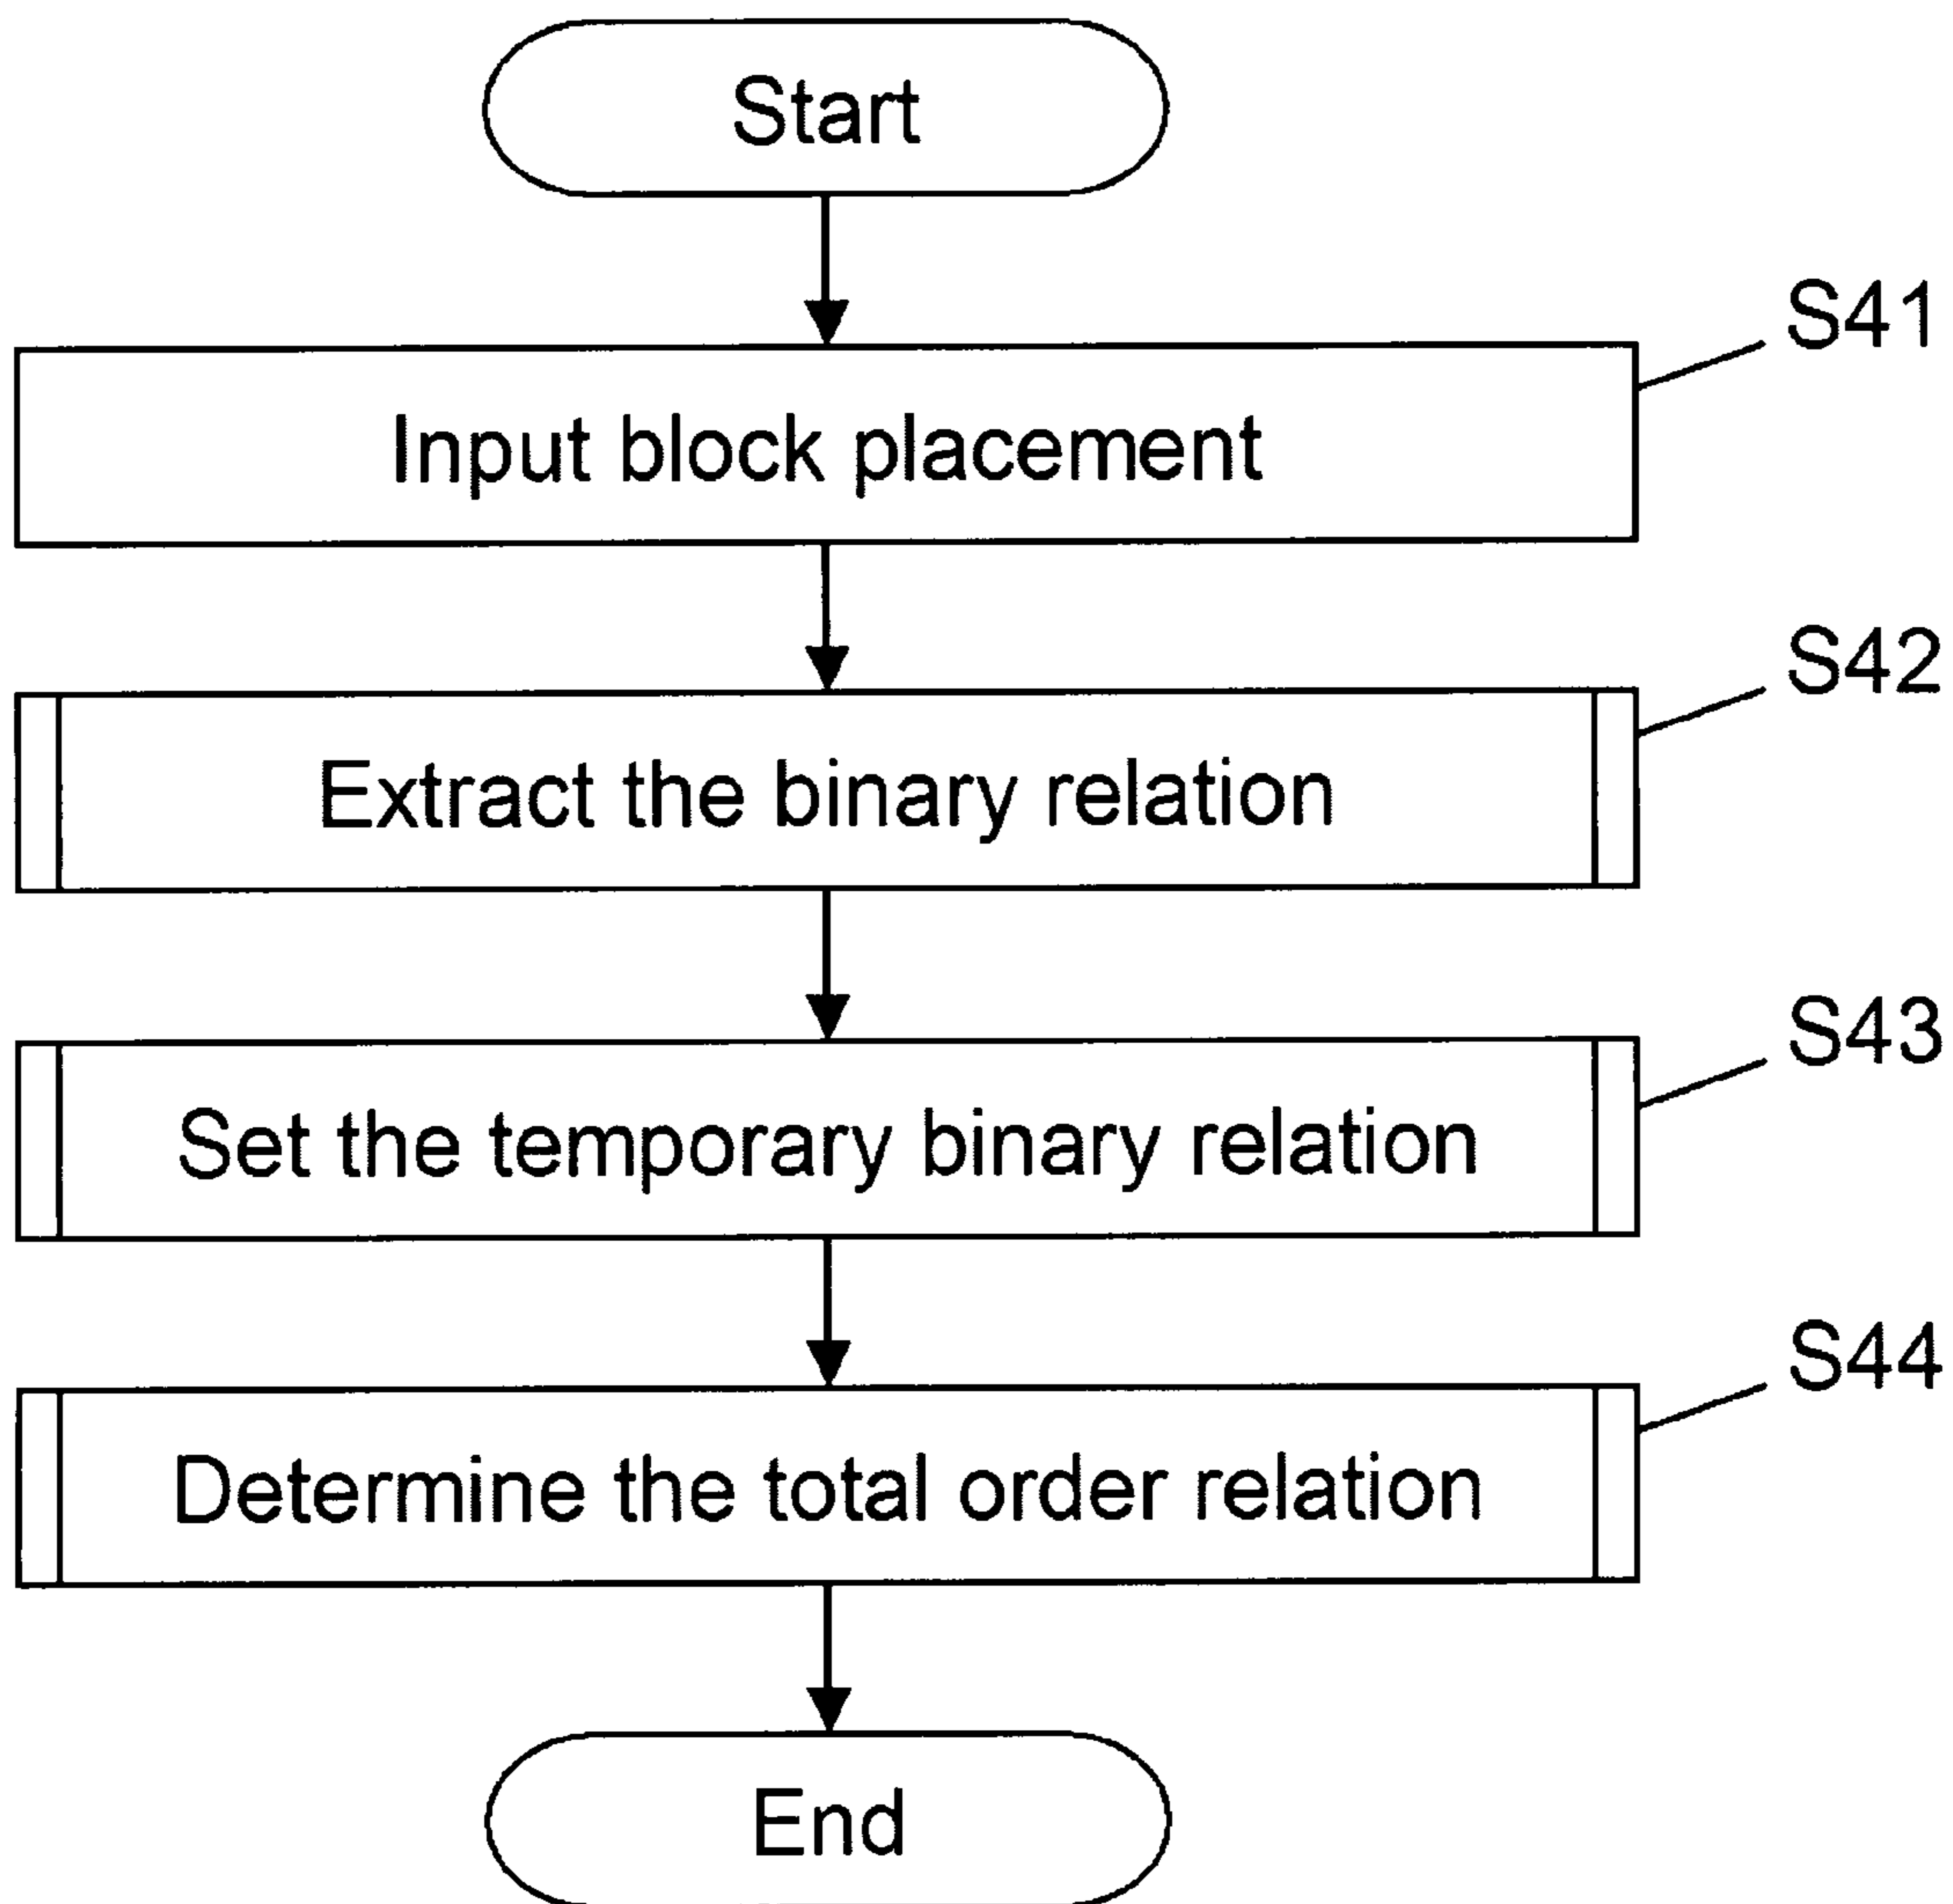 Start
S41
Input block placement
S42
Extract the binary relation
S43
Set the temporary binary relation
S44
Determine the total order relation
End